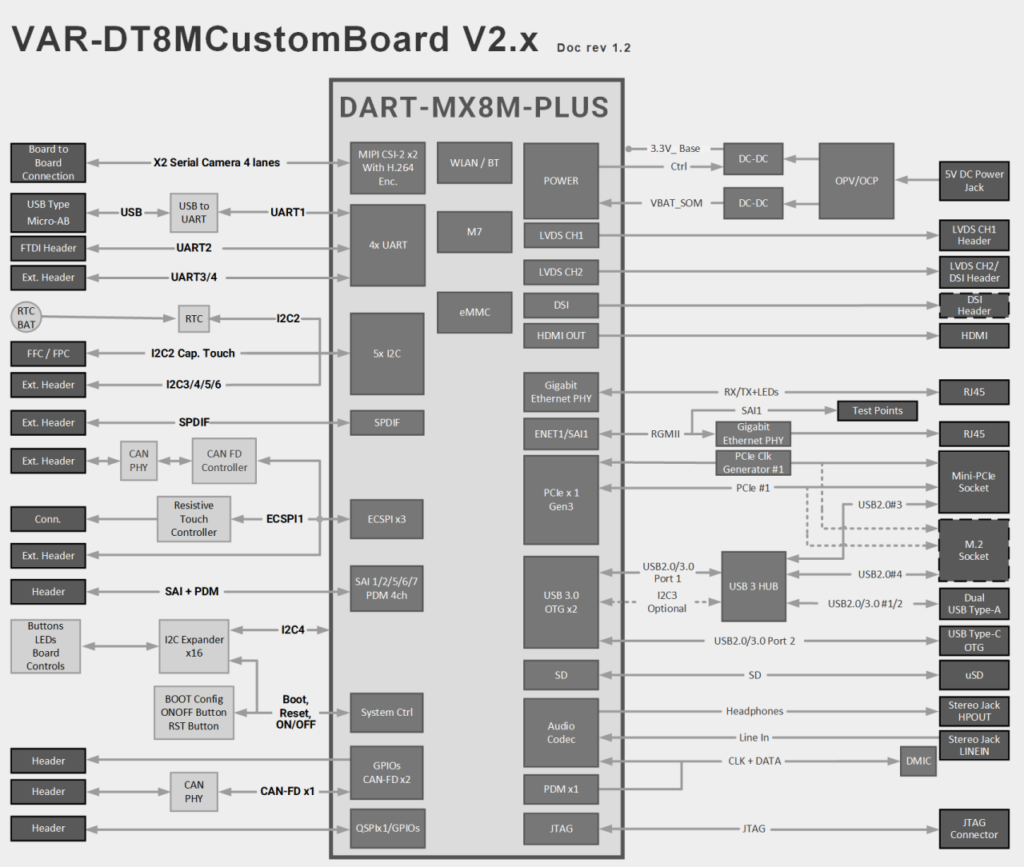 VAR-DT8MCustomBoard V2.x Doc rev 1.2
DART-MX8M-PLUS
Board to
Board
Connection
X2 Serial Camera 4 lanes
MIPI CSI-2 x2
With H.264
Enc.
USB Type
Micro-AB
USB
USB to
UART
UART1
4x UART
FTDI Header
UART2
Ext. Header
UART3/4
RTC
BAT
RTC
I2C2
FFC / FPC
I2C2 Cap. Touch
5x I2C
Ext. Header
I2C3/4/5/6
Ext. Header
SPDIF
SPDIF
Ext. Header
CAN
PHY
CAN FD
Controller
Conn.
Resistive
Touch
Controller
ECSPI1
ECSPI x3
Ext. Header
Header
SAI + PDM
SAI 1/2/5/6/7
PDM 4ch
Buttons
LEDs
Board
Controls
I2C Expander
x16
I2C4
BOOT Config
ONOFF Button
RST Button
Boot,
Reset,
ON/OFF
System Ctrl
Header
GPIOs
CAN-FD x2
Header
CAN
PHY
CAN-FD x1
Header
QSPIx1/GPIOs
WLAN / BT
M7
eMMC
POWER
3.3V_ Base
Ctrl
DC-DC
VBAT_SOM
DC-DC
OPV/OCP
5V DC Power
Jack
LVDS CH1
LVDS CH1
Header
LVDS CH2
LVDS CH2/
DSI Header
DSI
DSI
Header
HDMI OUT
HDMI
Gigabit
Ethernet PHY
RX/TX+LEDs
RJ45
SAI1
Test Points
ENET1/SAI1
RGMII
Gigabit
Ethernet PHY
RJ45
PCIe x 1
Gen3
PCIe Clk
Generator #1
PCIe #1
Mini-PCIe
Socket
USB2.0#3
M.2
Socket
USB 3.0
OTG x2
USB2.0/3.0
Port 1
I2C3
Optional
USB 3 HUB
USB2.0#4
USB2.0/3.0 #1/2
Dual
USB Type-A
USB2.0/3.0 Port 2
USB Type-C
OTG
SD
SD
uSD
Audio
Codec
Headphones
Stereo Jack
HPOUT
Line In
Stereo Jack
LINEIN
CLK + DATA
DMIC
PDM x1
JTAG
JTAG
JTAG
Connector